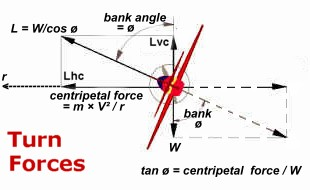 L = W/cos ø
bank angle
= ø
Lvc
r
Lhc
centripetal force
= m × V² / r
bank
ø
W
Turn
Forces
tan ø = centripetal force / W